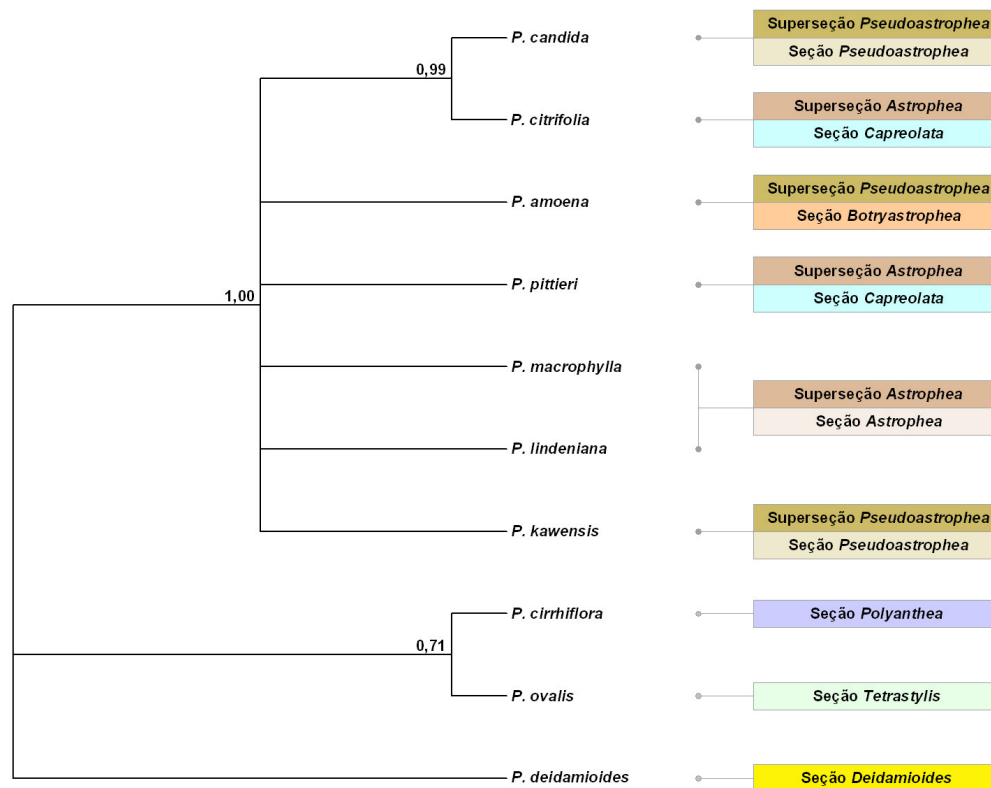 Superseção Pseudoastrophea
P. candida
Seção Pseudoastrophea
0,99
Superseção Astrophea
P. citrifolia
Seção Capreolata
Superseção Pseudoastrophea
P. amoena
Seção Botryastrophea
Superseção Astrophea
P. pittieri
1,00
Seção Capreolata
P. macrophylla
Superseção Astrophea
Seção Astrophea
P. lindeniana
Superseção Pseudoastrophea
P. kawensis
Seção Pseudoastrophea
P. cirrhiflora
Seção Polyanthea
0,71
P. ovalis
Seção Tetrastylis
P. deidamioides
Seção Deidamioides